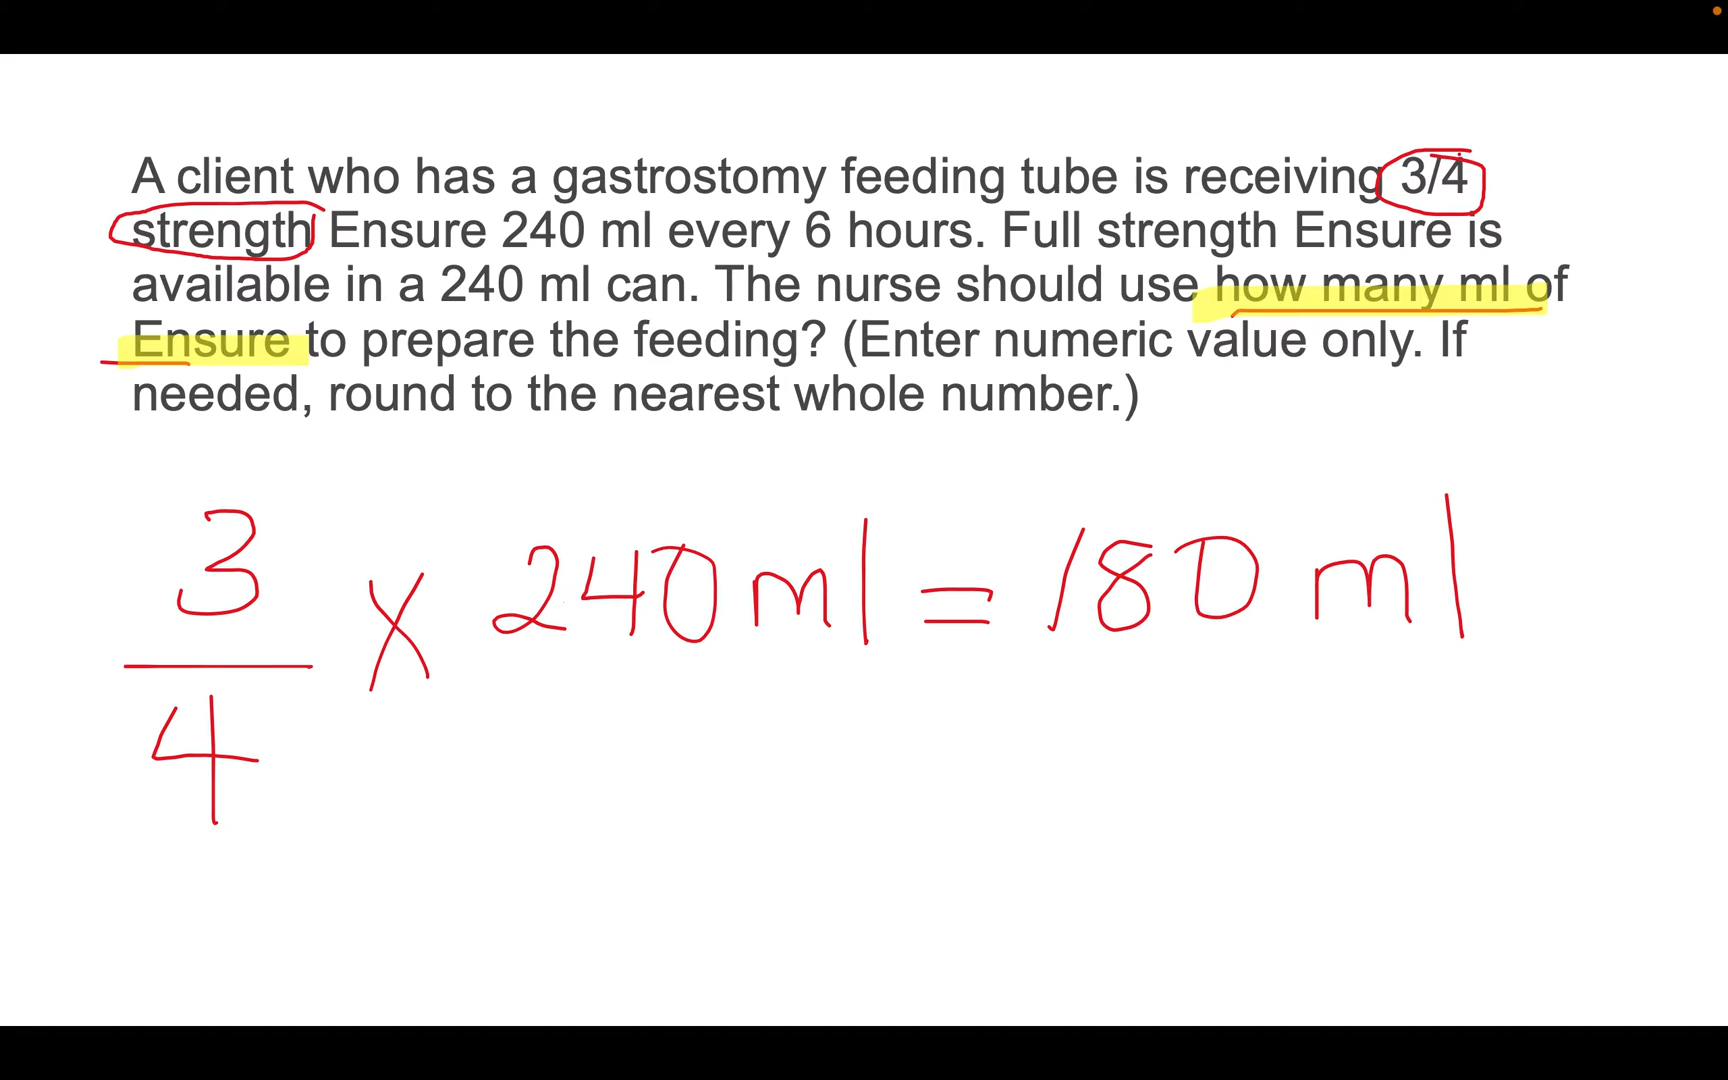 A client who has a gastrostomy feeding tube is receiving 3/4
strength Ensure 240 ml every 6 hours. Full strength Ensure is
available in a 240 ml can. The nurse should use how many ml of
Ensure to prepare the feeding? (Enter numeric value only. If
needed, round to the nearest whole number.)
3
4
x 240 ml = 180 ml